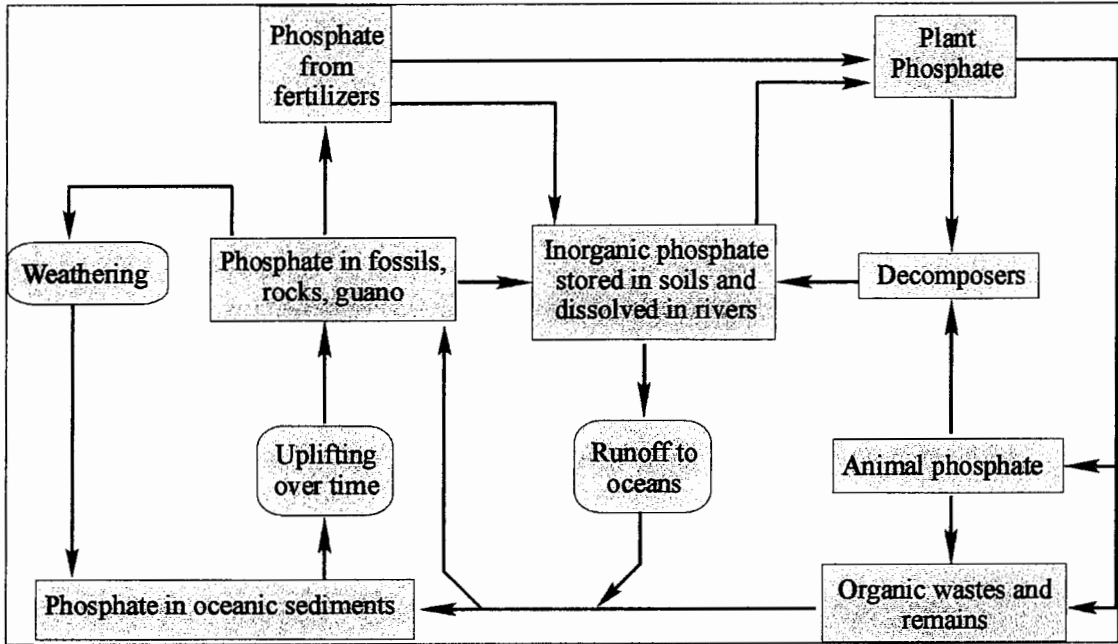 Phosphate
from
fertilizers
Plant
Phosphate
Weathering
Phosphate in fossils,
rocks, guano
Inorganic phosphate
stored in soils and
dissolved in rivers
Decomposers
Uplifting
over time
Runoff to
oceans
Animal phosphate
Phosphate in oceanic sediments
Organic wastes and
remains